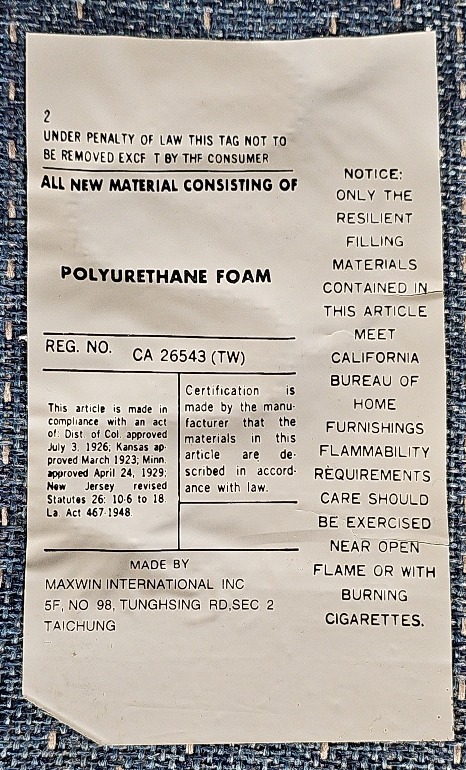 2
UNDER PENALTY OF LAW THIS TAG NOT TO
BE REMOVED EXCF T BY THF CONSUMER
ALL NEW MATERIAL CONSISTING OF
POLYURETHANE FOAM
REG. NO. CA 26543 (TW)
This article is made in
compliance with an act
of. Dist. of Col. approved
July 3. 1926; Kansas ap-
proved March 1923; Minn.
approved April 24, 1929;
New Jersey revised
Statutes 26: 10-6 to 18.
La. Act 467-1948.
Certification is
made by the manu-
facturer that the
materials in this
article are de-
scribed in accord-
ance with law.
MADE BY
MAXWIN INTERNATIONAL INC
5F, NO 98, TUNGHSING RD,SEC 2
TAICHUNG
NOTICE:
ONLY THE
RESILIENT
FILLING
MATERIALS
CONTAINED IN
THIS ARTICLE
MEET
CALIFORNIA
BUREAU OF
HOME
FURNISHINGS
FLAMMABILITY
REQUIREMENTS
CARE SHOULD
BE EXERCISED
NEAR OPEN
FLAME OR WITH
BURNING
CIGARETTES.